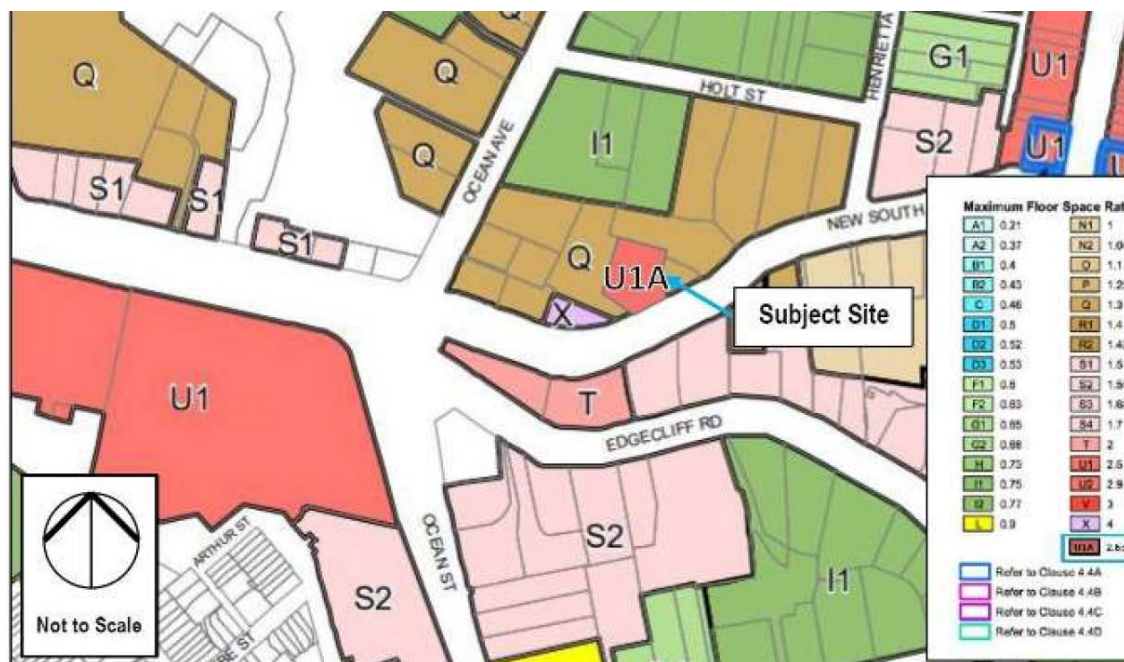 Q
Q
Q
Q
S1
S1
S1
OCEAN AVE
I1
HOLT ST
HENRIETTA
G1
S2
U1
U1
NEW SOUTH
Q
U1A
X
Subject Site
U1
T
EDGECLIFF RD
S2
I1
OCEAN ST
S2
ARTHUR ST
Not to Scale
Maximum Floor Space Rat
A1 0.21
A2 0.37
B1 0.4
B2 0.43
C 0.46
D1 0.5
D2 0.52
D3 0.53
F1 0.6
F2 0.63
G1 0.65
G2 0.68
H 0.73
I1 0.75
I2 0.77
L 0.9
N1 1
N2
O 1.1
P
Q 1.3
R1 1.4
R2
S1 1.5
S2
S3
S4 1.7
T 2
U1 2.5
U2 2.9
V 3
X 4
U1A
Refer to Clause 4.4A
Refer to Clause 4.4B
Refer to Clause 4.4C
Refer to Clause 4.4D